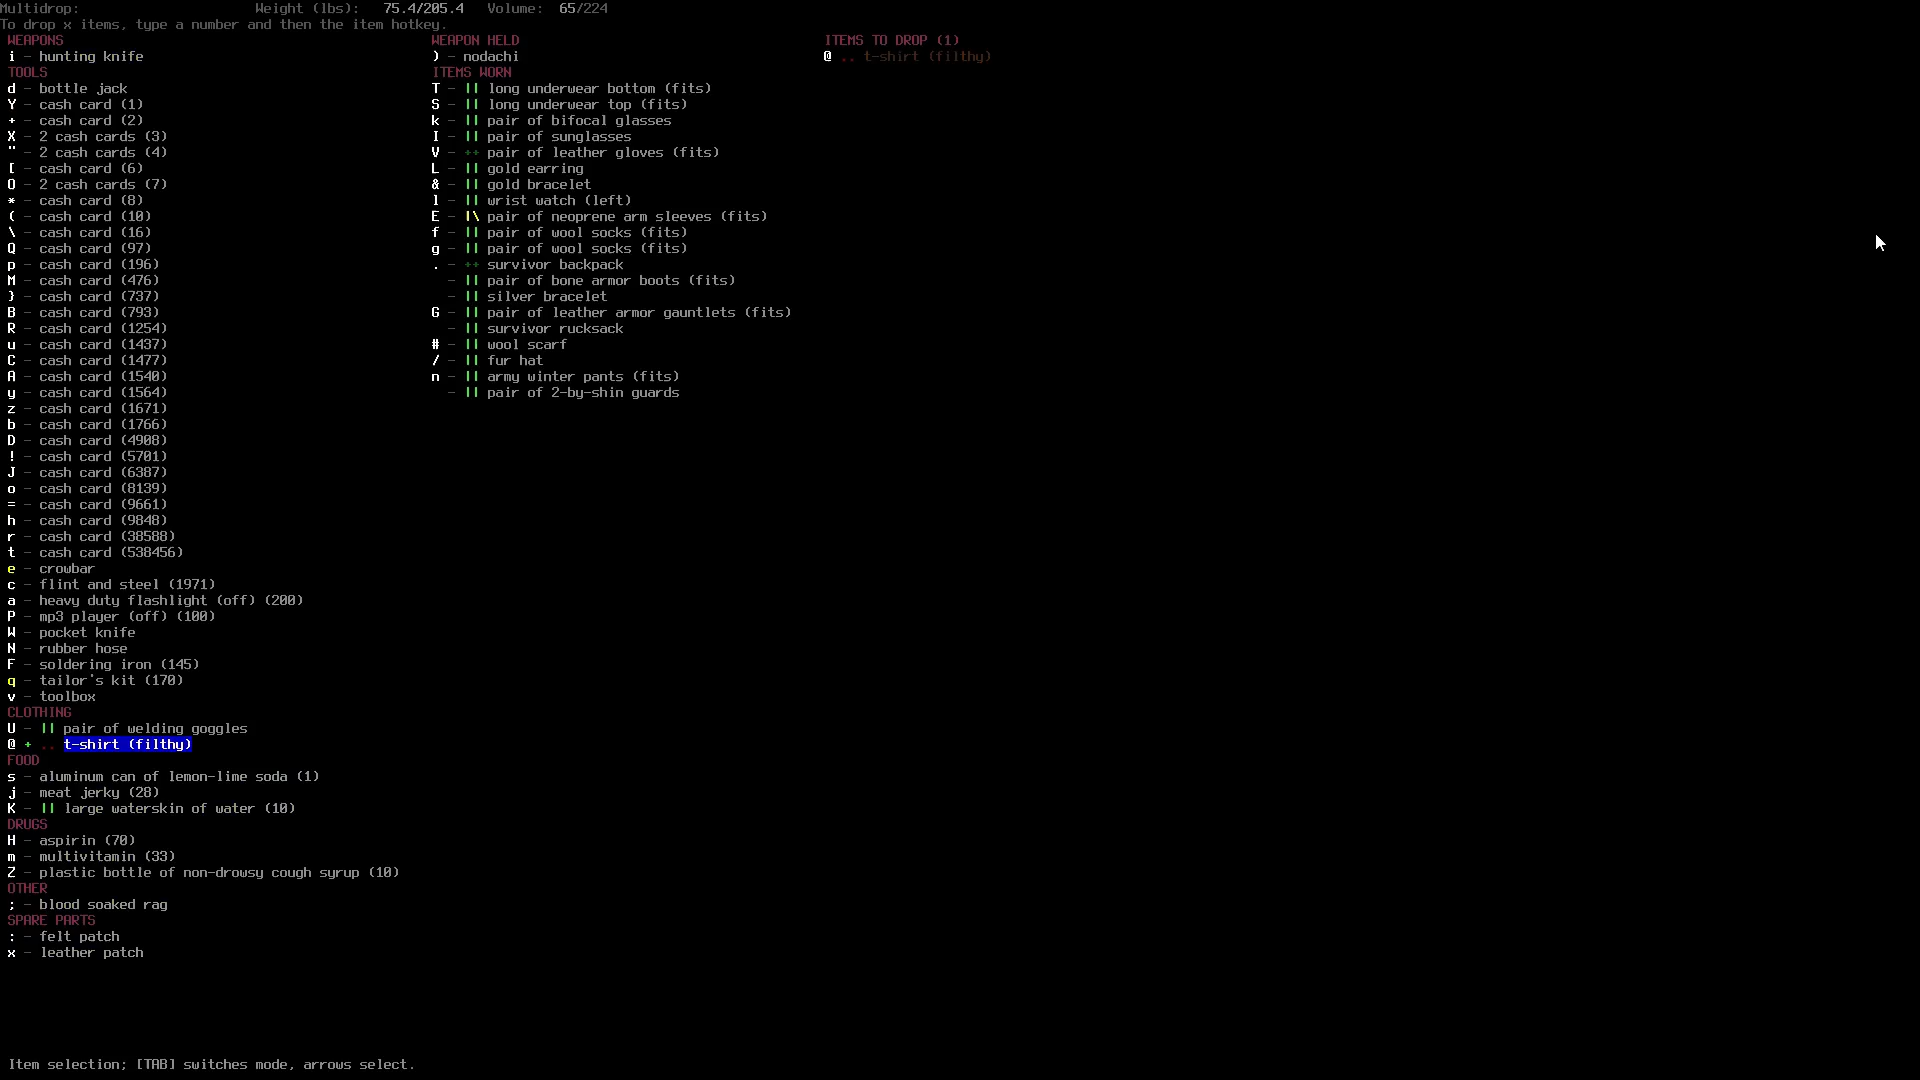 Multidrop: Weight (lbs): 75.4/205.4 Volume: 65/224
To drop x items, type a number and then the item hotkey.
WEAPONS
i - hunting knife
TOOLS
d - bottle jack
Y - cash card (1)
+ - cash card (2)
X - 2 cash cards (3)
" - 2 cash cards (4)
[ - cash card (6)
O - 2 cash cards (7)
* - cash card (8)
( - cash card (10)
\ - cash card (16)
Q - cash card (97)
p - cash card (196)
M - cash card (476)
} - cash card (737)
B - cash card (793)
R - cash card (1254)
u - cash card (1437)
C - cash card (1477)
A - cash card (1540)
y - cash card (1564)
z - cash card (1671)
b - cash card (1766)
D - cash card (4908)
! - cash card (5701)
J - cash card (6387)
o - cash card (8139)
= - cash card (9661)
h - cash card (9848)
r - cash card (38588)
t - cash card (538456)
e - crowbar
c - flint and steel (1971)
a - heavy duty flashlight (off) (200)
P - mp3 player (off) (100)
W - pocket knife
N - rubber hose
F - soldering iron (145)
q - tailor's kit (170)
v - toolbox
CLOTHING
U - || pair of welding goggles
@ + .. t-shirt (filthy)
FOOD
s - aluminum can of lemon-lime soda (1)
j - meat jerky (28)
K - || large waterskin of water (10)
DRUGS
H - aspirin (70)
m - multivitamin (33)
Z - plastic bottle of non-drowsy cough syrup (10)
OTHER
; - blood soaked rag
SPARE PARTS
: - felt patch
x - leather patch
WEAPON HELD
) - nodachi
ITEMS WORN
T - || long underwear bottom (fits)
S - || long underwear top (fits)
k - || pair of bifocal glasses
I - || pair of sunglasses
V - ++ pair of leather gloves (fits)
L - || gold earring
& - || gold bracelet
l - || wrist watch (left)
E - |\ pair of neoprene arm sleeves (fits)
f - || pair of wool socks (fits)
g - || pair of wool socks (fits)
. - ++ survivor backpack
- || pair of bone armor boots (fits)
- || silver bracelet
G - || pair of leather armor gauntlets (fits)
- || survivor rucksack
# - || wool scarf
/ - || fur hat
n - || army winter pants (fits)
- || pair of 2-by-shin guards
ITEMS TO DROP (1)
@ .. t-shirt (filthy)
Item selection; [TAB] switches mode, arrows select.